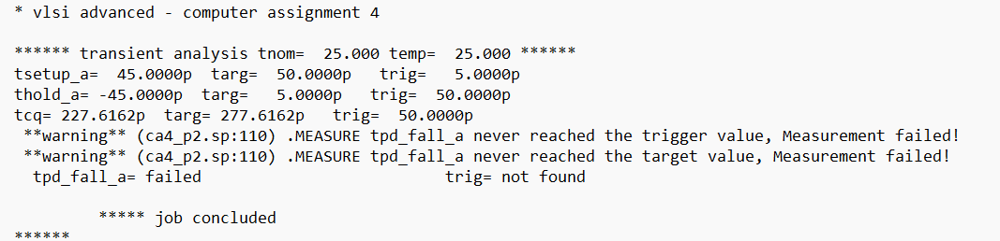 * vlsi advanced - computer assignment 4
****** transient analysis tnom= 25.000 temp= 25.000 ******
tsetup_a= 45.0000p targ= 50.0000p trig= 5.0000p
thold_a= -45.0000p targ= 5.0000p trig= 50.0000p
tcq= 227.6162p targ= 277.6162p trig= 50.0000p
**warning** (ca4_p2.sp:110) .MEASURE tpd_fall_a never reached the trigger value, Measurement failed!
**warning** (ca4_p2.sp:110) .MEASURE tpd_fall_a never reached the target value, Measurement failed!
tpd_fall_a= failed trig= not found
***** job concluded
******